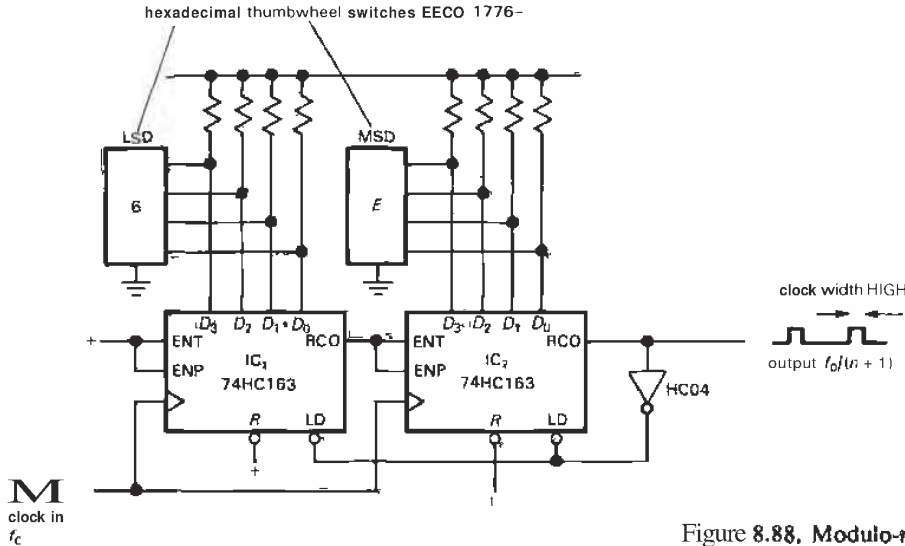 hexadecimal thumbwheel switches EECO 1776–
LSD
MSD
6
E
clock width HIGH
output f₀/(n + 1)
D₃ D₂ D₁ D₀
D₃ D₂ D₁ D₀
+ ENT RCO
ENT RCO
ENP
ENP
IC₁
IC₂
74HC163
74HC163
HC04
R LD
R LD
+
M
clock in
f_c
Figure 8.88, Modulo-